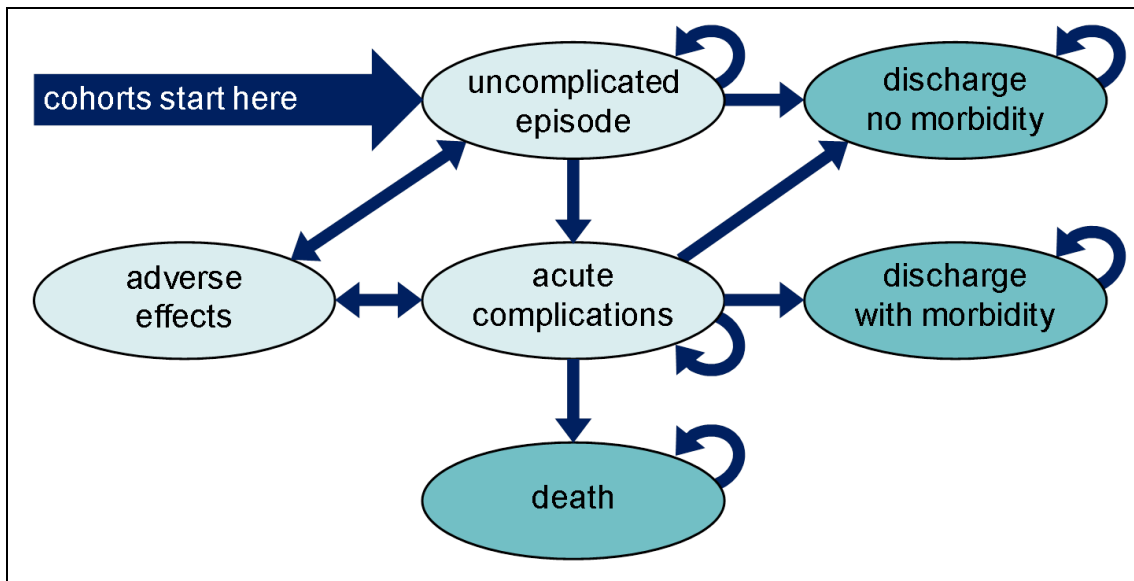 cohorts start here
uncomplicated
episode
discharge
no morbidity
adverse
effects
acute
complications
discharge
with morbidity
death